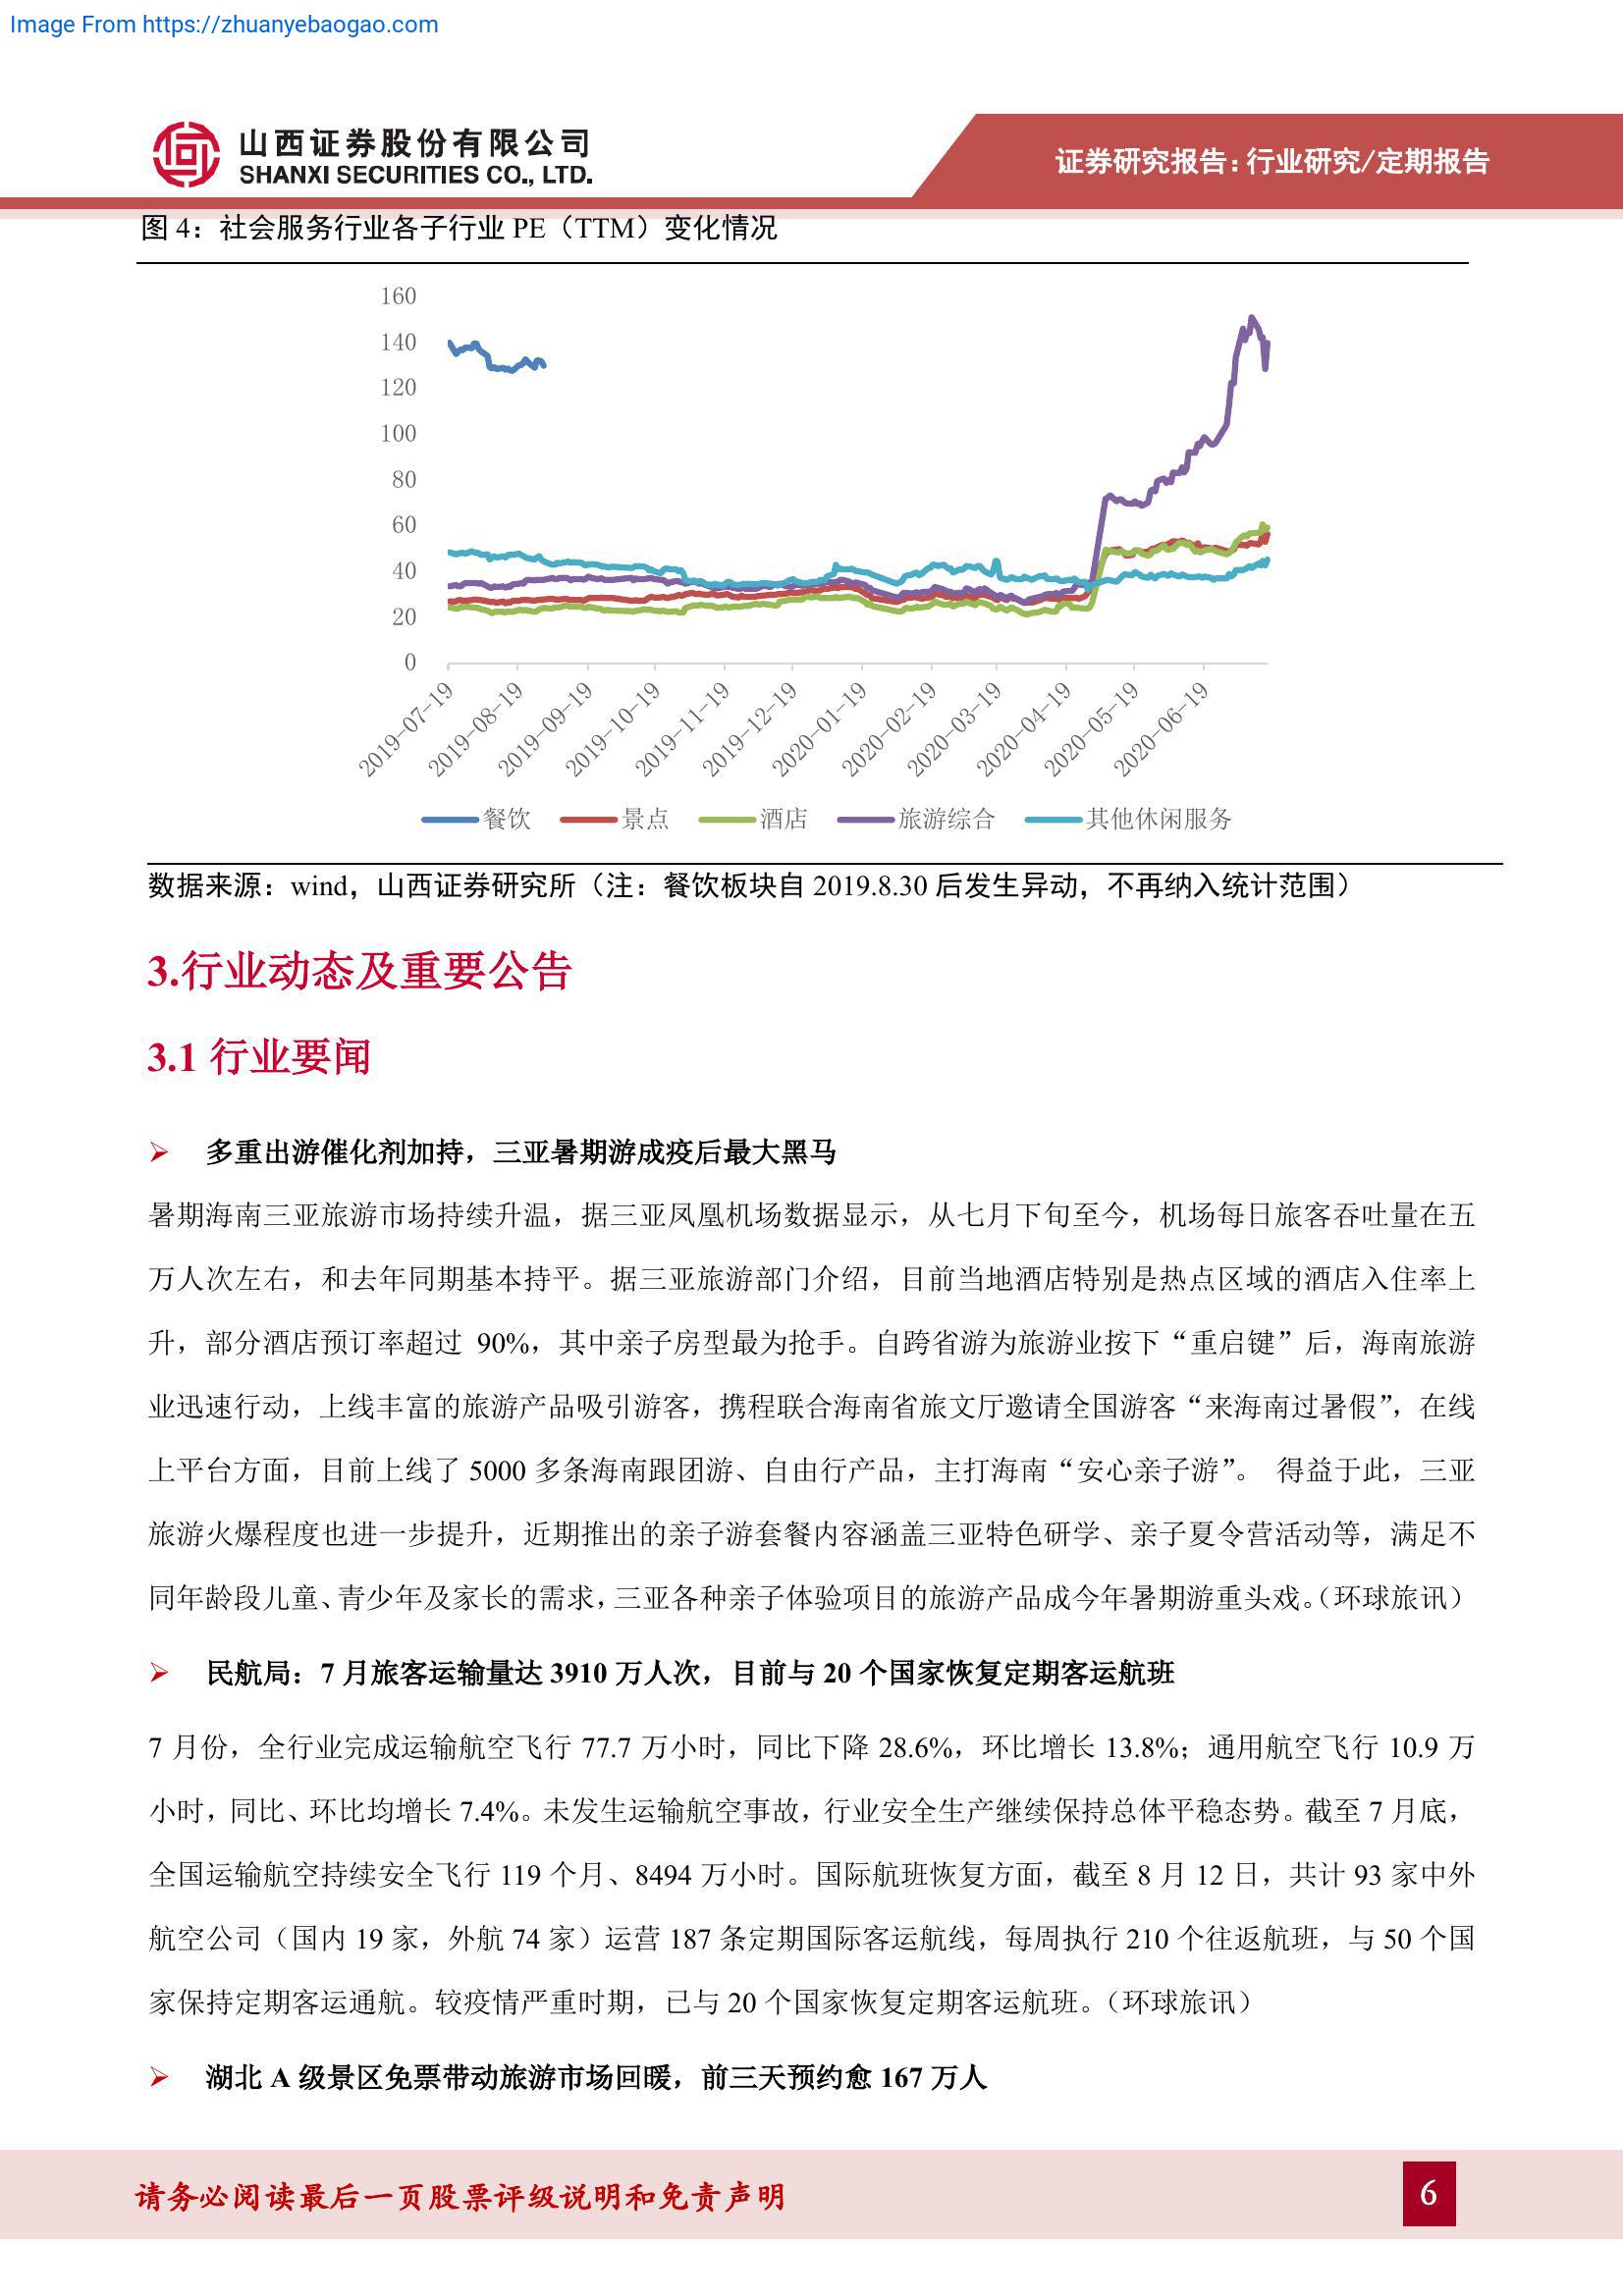 Image From https://zhuanyebaogao.com
山西证券股份有限公司
SHANXI SECURITIES CO., LTD.
证券研究报告：行业研究/定期报告
图 4：社会服务行业各子行业 PE（TTM）变化情况
160
140
120
100
80
60
40
20
0
2019-07-19
2019-08-19
2019-09-19
2019-10-19
2019-11-19
2019-12-19
2020-01-19
2020-02-19
2020-03-19
2020-04-19
2020-05-19
2020-06-19
餐饮 景点 酒店 旅游综合 其他休闲服务
数据来源：wind，山西证券研究所（注：餐饮板块自 2019.8.30 后发生异动，不再纳入统计范围）
3.行业动态及重要公告
3.1 行业要闻
多重出游催化剂加持，三亚暑期游成疫后最大黑马
暑期海南三亚旅游市场持续升温，据三亚凤凰机场数据显示，从七月下旬至今，机场每日旅客吞吐量在五
万人次左右，和去年同期基本持平。据三亚旅游部门介绍，目前当地酒店特别是热点区域的酒店入住率上
升，部分酒店预订率超过 90%，其中亲子房型最为抢手。自跨省游为旅游业按下“重启键”后，海南旅游
业迅速行动，上线丰富的旅游产品吸引游客，携程联合海南省旅文厅邀请全国游客“来海南过暑假”，在线
上平台方面，目前上线了 5000 多条海南跟团游、自由行产品，主打海南“安心亲子游”。 得益于此，三亚
旅游火爆程度也进一步提升，近期推出的亲子游套餐内容涵盖三亚特色研学、亲子夏令营活动等，满足不
同年龄段儿童、青少年及家长的需求，三亚各种亲子体验项目的旅游产品成今年暑期游重头戏。（环球旅讯）
民航局：7 月旅客运输量达 3910 万人次，目前与 20 个国家恢复定期客运航班
7 月份，全行业完成运输航空飞行 77.7 万小时，同比下降 28.6%，环比增长 13.8%；通用航空飞行 10.9 万
小时，同比、环比均增长 7.4%。未发生运输航空事故，行业安全生产继续保持总体平稳态势。截至 7 月底，
全国运输航空持续安全飞行 119 个月、8494 万小时。国际航班恢复方面，截至 8 月 12 日，共计 93 家中外
航空公司（国内 19 家，外航 74 家）运营 187 条定期国际客运航线，每周执行 210 个往返航班，与 50 个国
家保持定期客运通航。较疫情严重时期，已与 20 个国家恢复定期客运航班。（环球旅讯）
湖北 A 级景区免票带动旅游市场回暖，前三天预约愈 167 万人
请务必阅读最后一页股票评级说明和免责声明
6